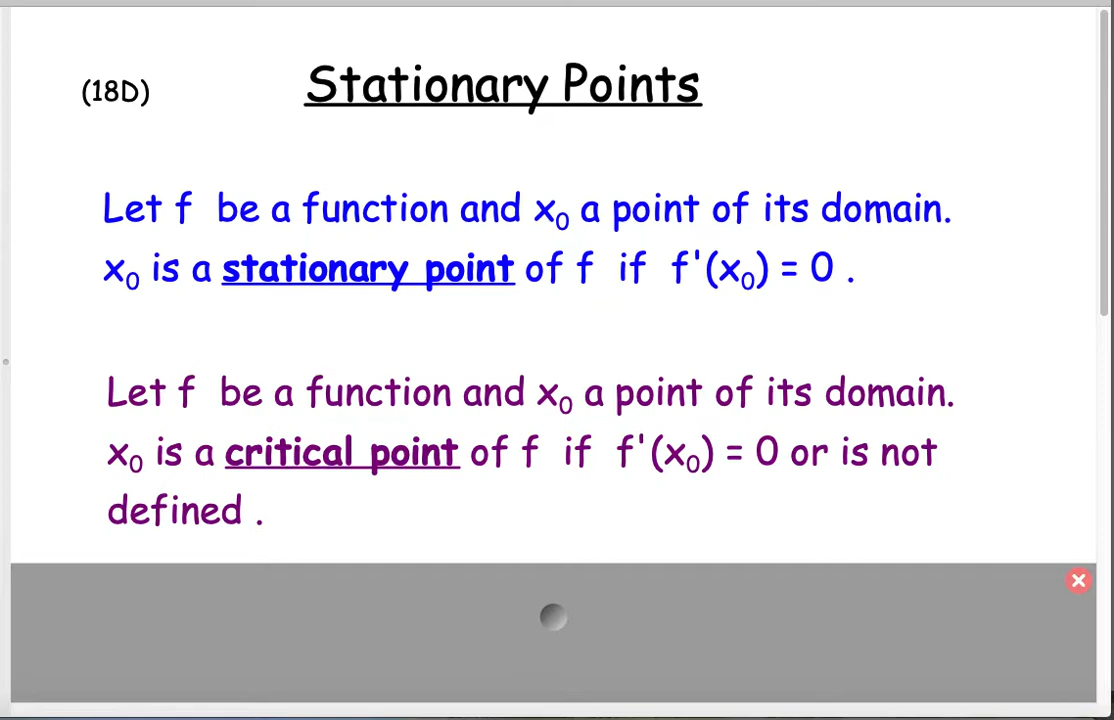 (18D) Stationary Points
Let f be a function and x₀ a point of its domain.
x₀ is a stationary point of f if f'(x₀) = 0 .
Let f be a function and x₀ a point of its domain.
x₀ is a critical point of f if f'(x₀) = 0 or is not
defined .